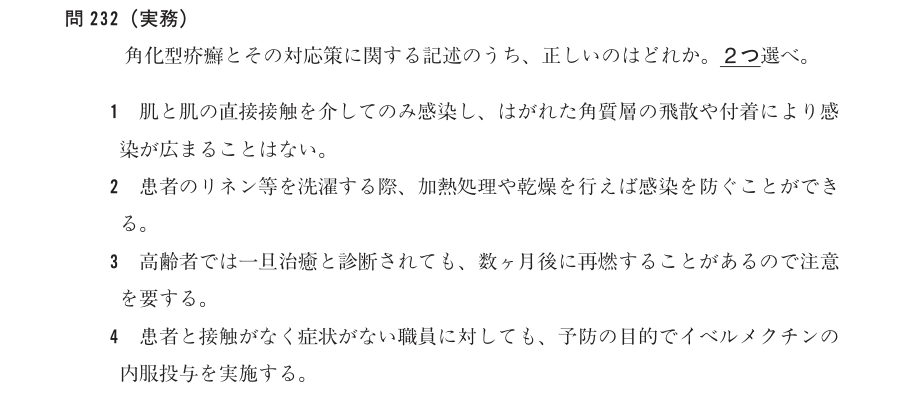 問 232（実務）
角化型疥癬とその対応策に関する記述のうち、正しいのはどれか。２つ選べ。
1 肌と肌の直接接触を介してのみ感染し、はがれた角質層の飛散や付着により感
染が広まることはない。
2 患者のリネン等を洗濯する際、加熱処理や乾燥を行えば感染を防ぐことができ
る。
3 高齢者では一旦治癒と診断されても、数ヶ月後に再燃することがあるので注意
を要する。
4 患者と接触がなく症状がない職員に対しても、予防の目的でイベルメクチンの
内服投与を実施する。